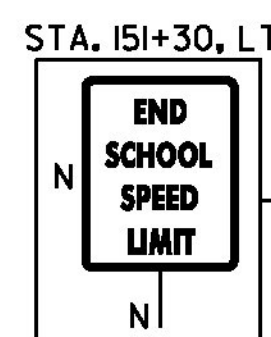 STA. 151+30, LT
END
SCHOOL
N
SPEED
LIMIT
N